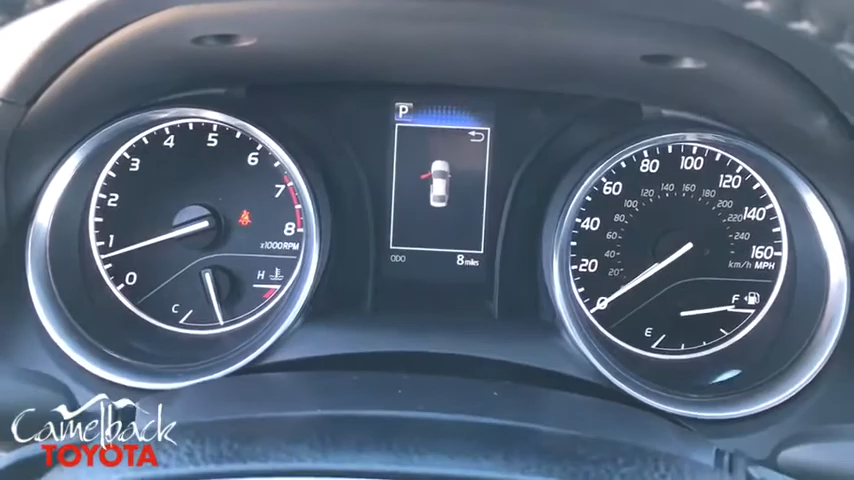 P
0 1 2 3 4 5 6 7 8
x1000RPM
C H
ODO 8 miles
0 20 40 60 80 100 120 140 160
MPH
20 40 60 80 100 120 140 160 180 200 220 240
km/h
E F
Camelback
TOYOTA